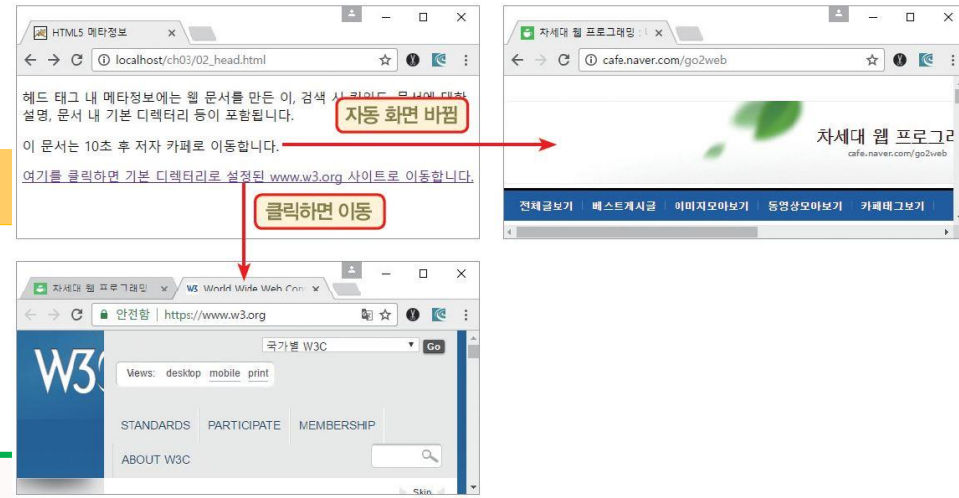 HTML5 메타정보
localhost/ch03/02_head.html
헤드 태그 내 메타정보에는 웹 문서를 만든 이, 검색 시 키워드, 문서에 대한
설명, 문서 내 기본 디렉터리 등이 포함됩니다.
자동 화면 바뀜
이 문서는 10초 후 저자 카페로 이동합니다.
여기를 클릭하면 기본 디렉터리로 설정된 www.w3.org 사이트로 이동합니다.
클릭하면 이동
차세대 웹 프로그래밍 :
cafe.naver.com/go2web
차세대 웹 프로그래
cafe.naver.com/go2web
전체글보기 베스트게시글 이미지모아보기 동영상모아보기 카페태그보기
차세대 웹 프로그래밍
W3 World Wide Web Con
안전함 https://www.w3.org
국가별 W3C
Go
W3C
Views: desktop mobile print
STANDARDS PARTICIPATE MEMBERSHIP
ABOUT W3C
Skip